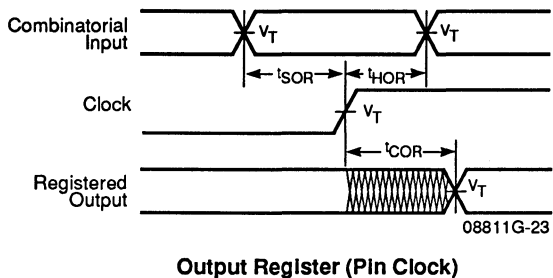 Combinatorial
Input
V_T
V_T
t_SOR
t_HOR
Clock
V_T
t_COR
Registered
Output
V_T
08811G-23
Output Register (Pin Clock)